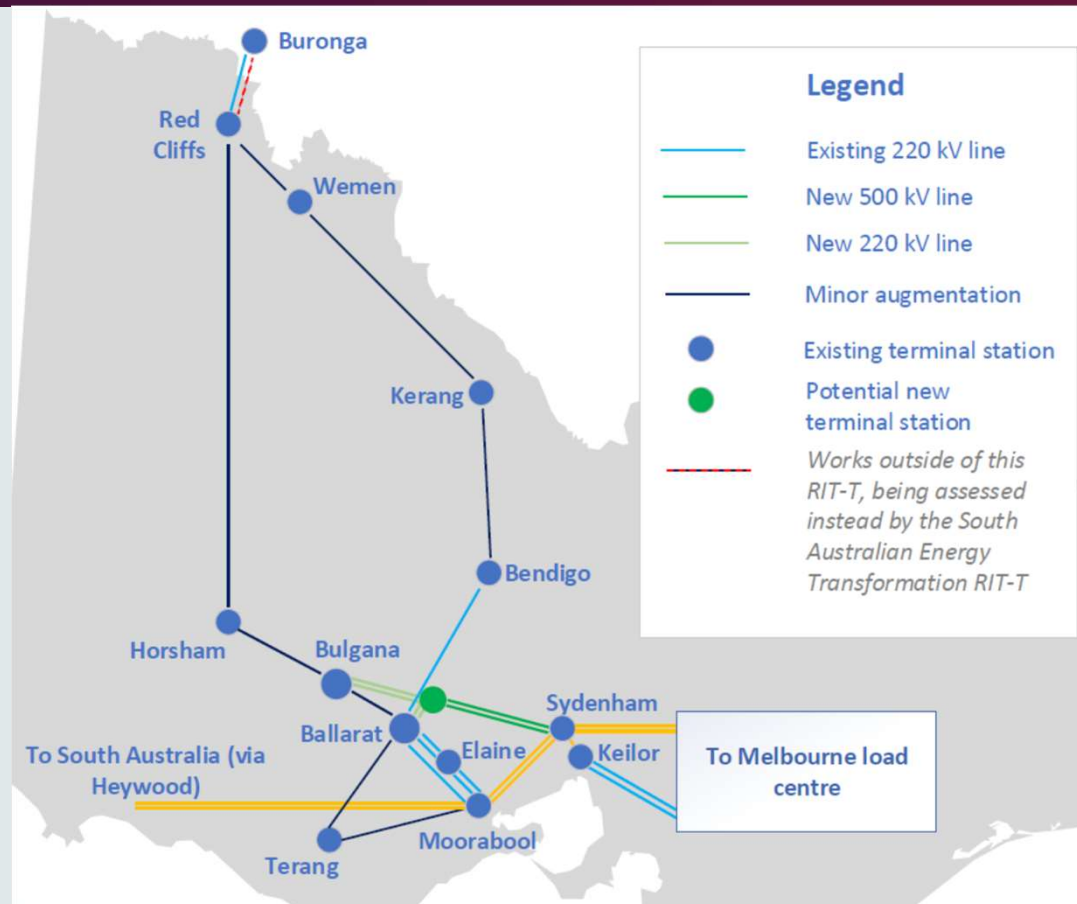 Buronga
Red
Cliffs
Wemen
Kerang
Bendigo
Horsham
Bulgana
Ballarat
Elaine
Sydenham
Keilor
To South Australia (via
Heywood)
Moorabool
Terang
To Melbourne load
centre
Legend
Existing 220 kV line
New 500 kV line
New 220 kV line
Minor augmentation
Existing terminal station
Potential new
terminal station
Works outside of this
RIT-T, being assessed
instead by the South
Australian Energy
Transformation RIT-T